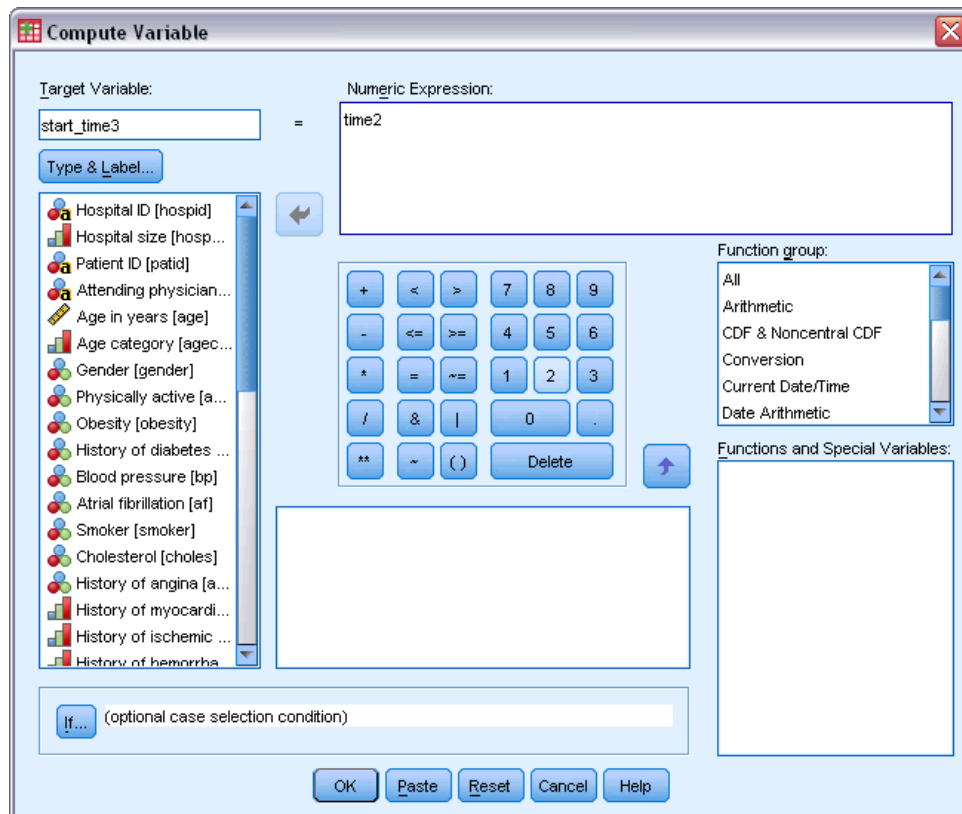 Compute Variable
Target Variable:
start_time3
=
Numeric Expression:
time2
Type & Label...
Hospital ID [hospid]
Hospital size [hosp...
Patient ID [patid]
Attending physician...
Age in years [age]
Age category [agec...
Gender [gender]
Physically active [a...
Obesity [obesity]
History of diabetes ...
Blood pressure [bp]
Atrial fibrillation [af]
Smoker [smoker]
Cholesterol [choles]
History of angina [a...
History of myocardi...
History of ischemic ...
History of hemorrha
+ < > 7 8 9
- <= >= 4 5 6
* = ~= 1 2 3
/ & | 0 .
** ~ ( ) Delete
Function group:
All
Arithmetic
CDF & Noncentral CDF
Conversion
Current Date/Time
Date Arithmetic
Functions and Special Variables:
If... (optional case selection condition)
OK Paste Reset Cancel Help